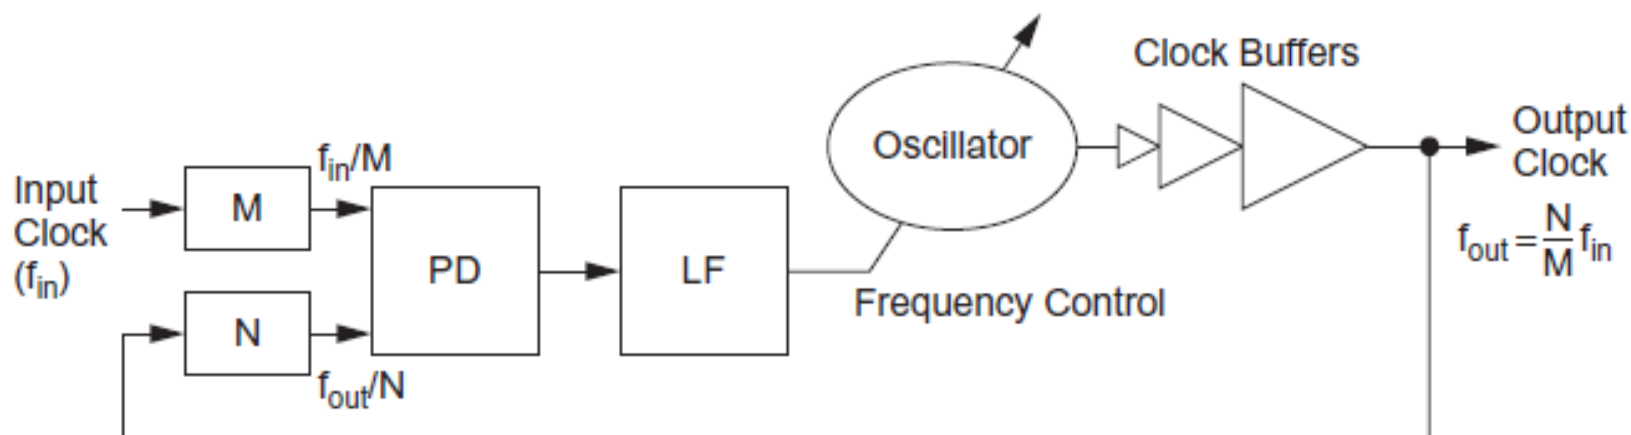 Input
Clock
(f_in)
M
f_in/M
N
f_out/N
PD
LF
Oscillator
Frequency Control
Clock Buffers
Output
Clock
f_out = N/M f_in